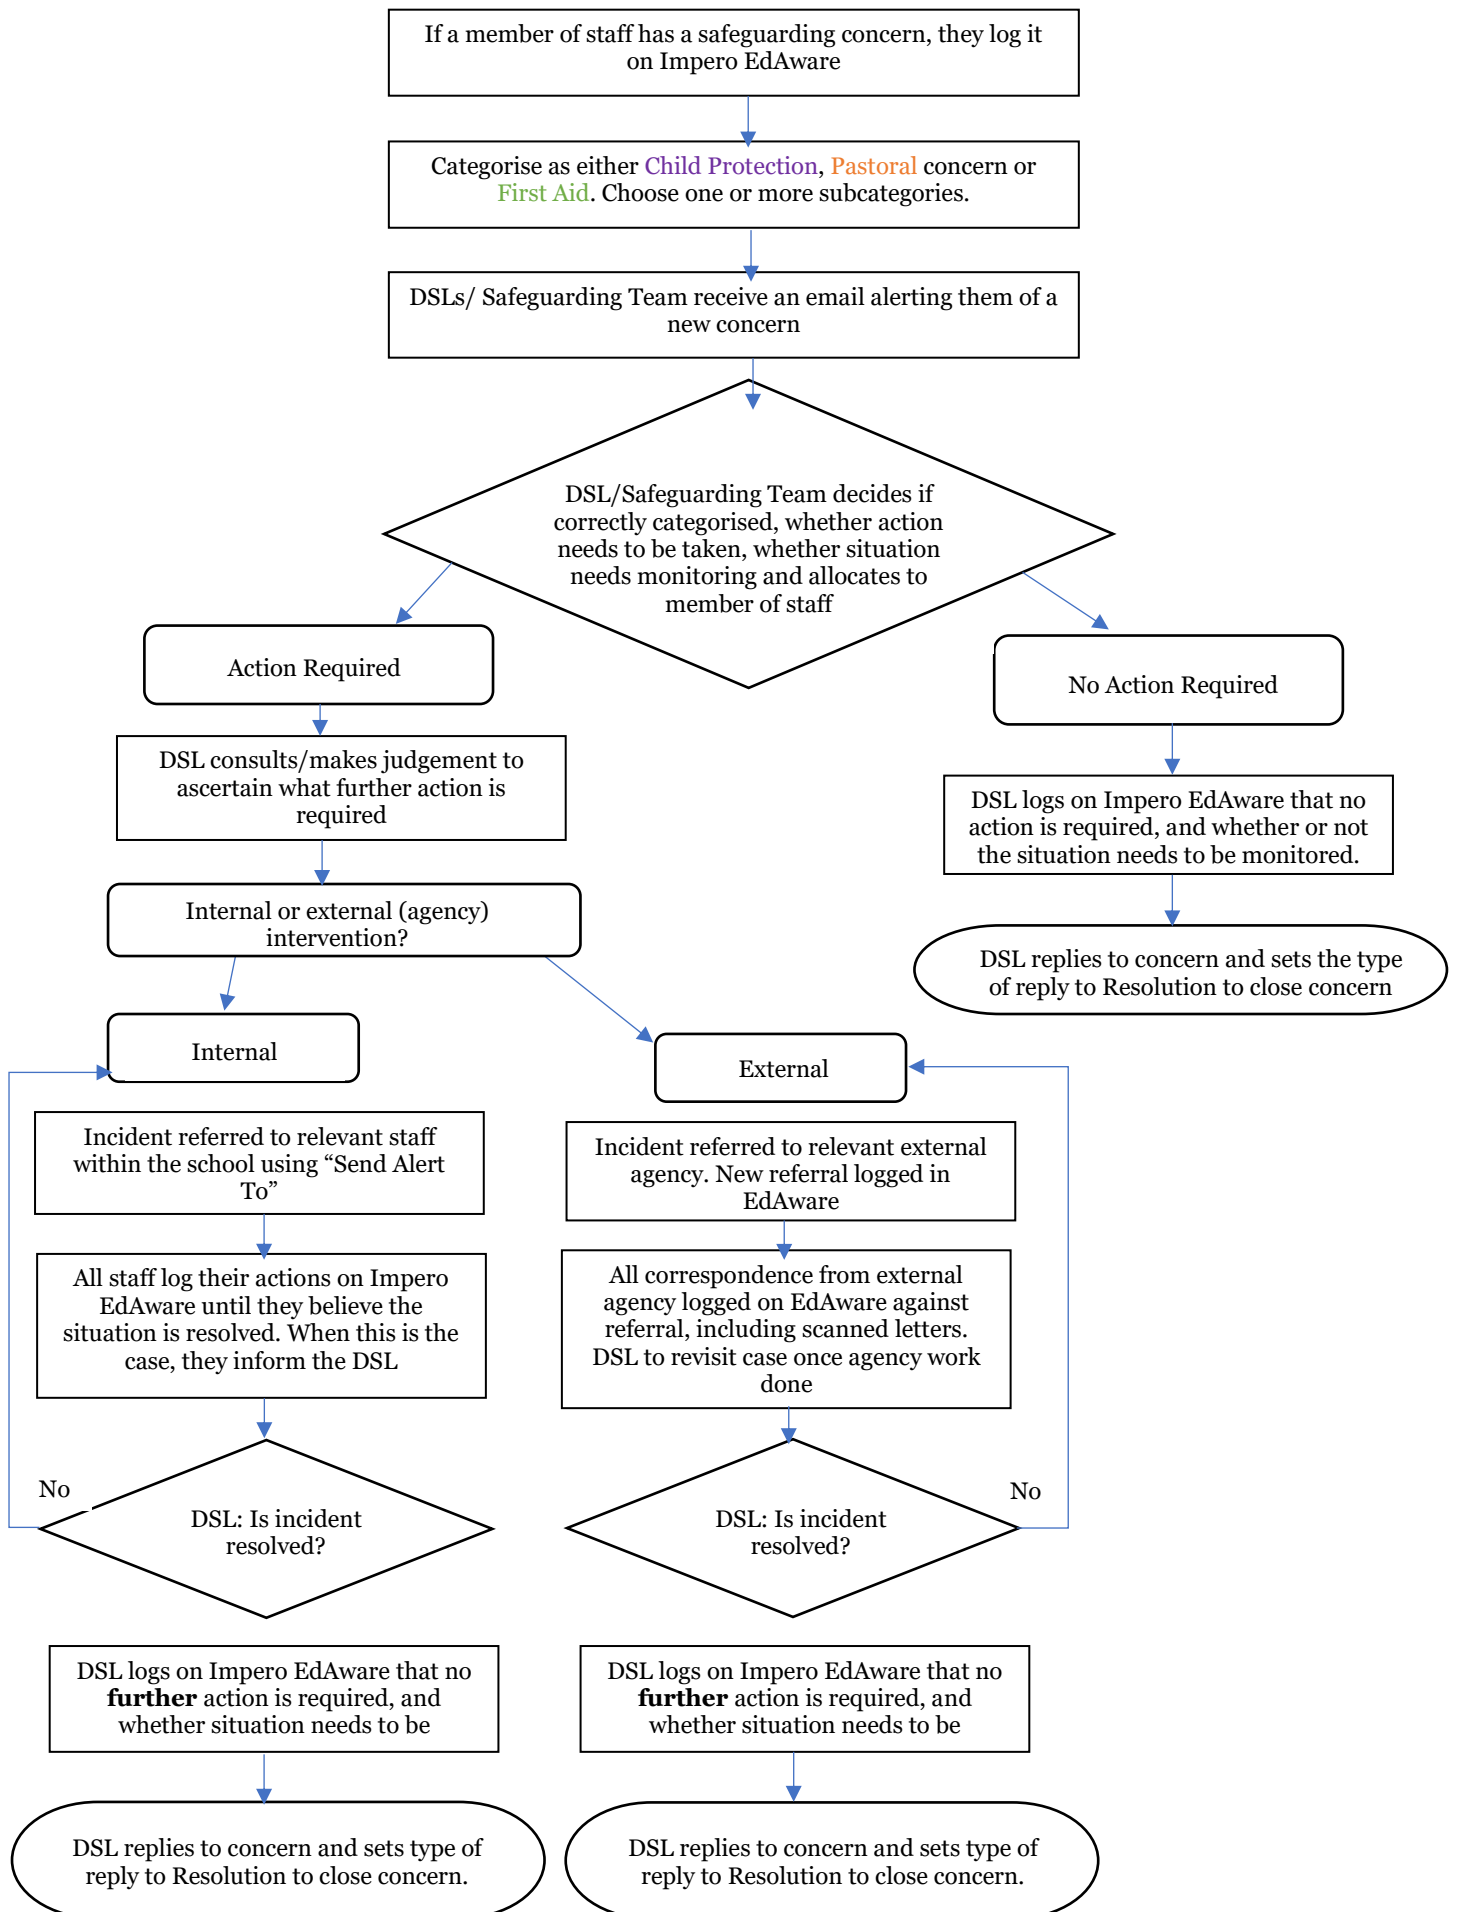 If a member of staff has a safeguarding concern, they log it
on Impero EdAware
Categorise as either Child Protection, Pastoral concern or
First Aid. Choose one or more subcategories.
DSLs/ Safeguarding Team receive an email alerting them of a
new concern
DSL/Safeguarding Team decides if
correctly categorised, whether action
needs to be taken, whether situation
needs monitoring and allocates to
member of staff
Action Required
No Action Required
DSL consults/makes judgement to
ascertain what further action is
required
DSL logs on Impero EdAware that no
action is required, and whether or not
the situation needs to be monitored.
Internal or external (agency)
intervention?
DSL replies to concern and sets the type
of reply to Resolution to close concern
Internal
External
Incident referred to relevant staff
within the school using “Send Alert
To”
Incident referred to relevant external
agency. New referral logged in
EdAware
All staff log their actions on Impero
EdAware until they believe the
situation is resolved. When this is the
case, they inform the DSL
All correspondence from external
agency logged on EdAware against
referral, including scanned letters.
DSL to revisit case once agency work
done
No
DSL: Is incident
resolved?
No
DSL: Is incident
resolved?
DSL logs on Impero EdAware that no
further action is required, and
whether situation needs to be
DSL logs on Impero EdAware that no
further action is required, and
whether situation needs to be
DSL replies to concern and sets type of
reply to Resolution to close concern.
DSL replies to concern and sets type of
reply to Resolution to close concern.